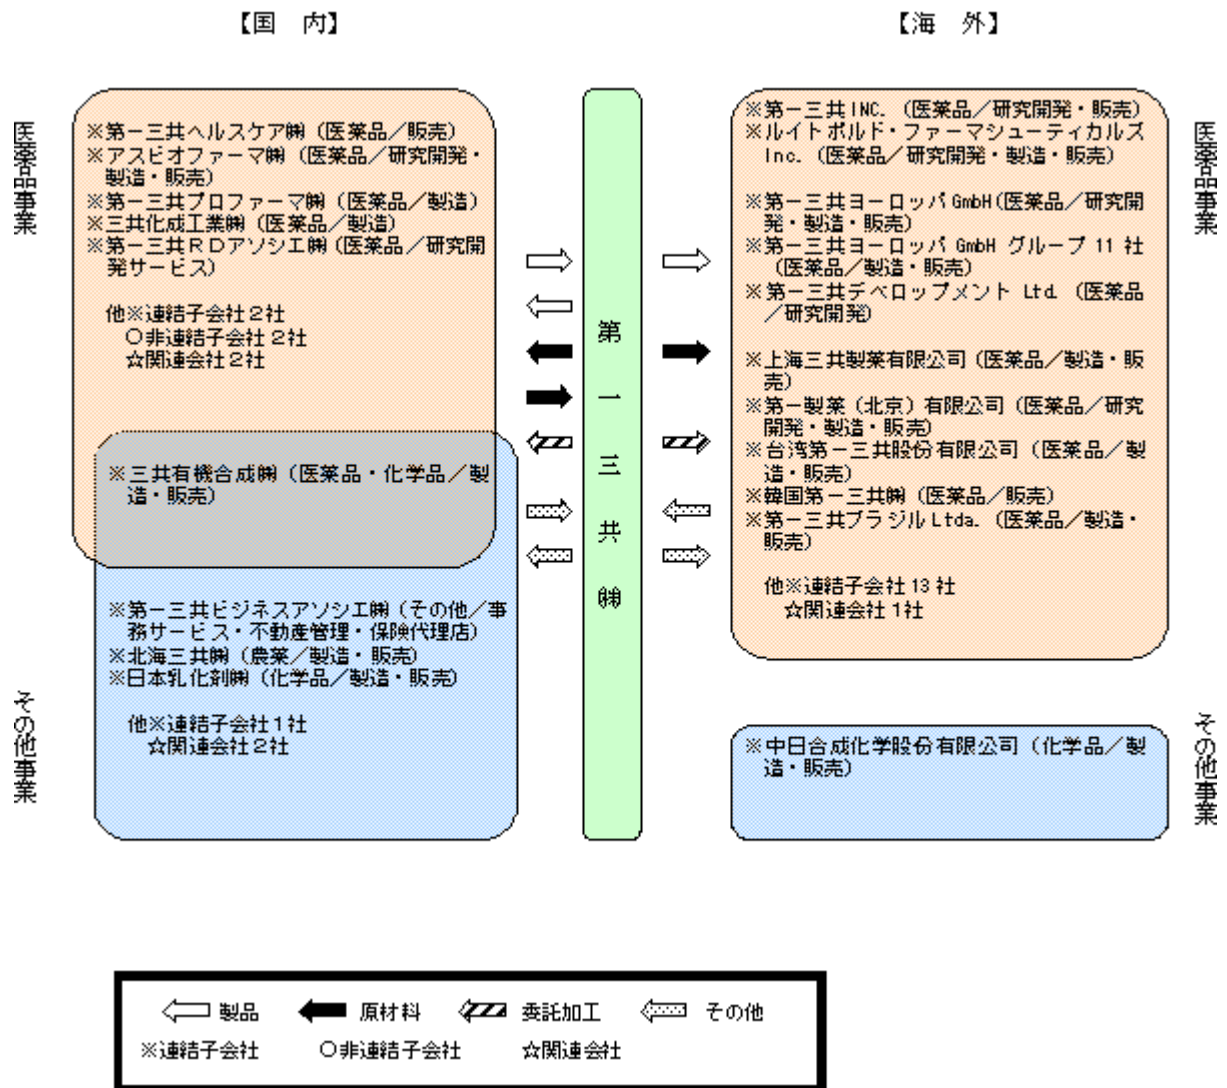 【国 内】
【海 外】
医薬品事業
※第一三共ヘルスケア㈱（医薬品／販売）
※アスビオファーマ㈱（医薬品／研究開発・
製造・販売）
※第一三共プロファーマ㈱（医薬品／製造）
※三共化成工業㈱（医薬品／製造）
※第一三共ＲＤアソシエ㈱（医薬品／研究開
発サービス）
他※連結子会社２社
○非連結子会社２社
☆関連会社２社
※三共有機合成㈱（医薬品・化学品／製
造・販売）
その他事業
※第一三共ビジネスアソシエ㈱（その他／事
務サービス・不動産管理・保険代理店）
※北海三共㈱（農薬／製造・販売）
※日本乳化剤㈱（化学品／製造・販売）
他※連結子会社１社
☆関連会社２社
第一三共㈱
医薬品事業
※第一三共 INC.（医薬品／研究開発・販売）
※ルイトポルド・ファーマシューティカルズ
Inc.（医薬品／研究開発・製造・販売）
※第一三共ヨーロッパ GmbH（医薬品／研究開
発・製造・販売）
※第一三共ヨーロッパ GmbH グループ 11 社
（医薬品／製造・販売）
※第一三共デベロップメント Ltd.（医薬品
／研究開発）
※上海三共製薬有限公司（医薬品／製造・販
売）
※第一製薬（北京）有限公司（医薬品／研究
開発・製造・販売）
※台湾第一三共股份有限公司（医薬品／製
造・販売）
※韓国第一三共㈱（医薬品／販売）
※第一三共ブラジル Ltda.（医薬品／製造・
販売）
他※連結子会社 13 社
☆関連会社 1 社
その他事業
※中日合成化学股份有限公司（化学品／製
造・販売）
製品 原材料 委託加工 その他
※連結子会社 ○非連結子会社 ☆関連会社